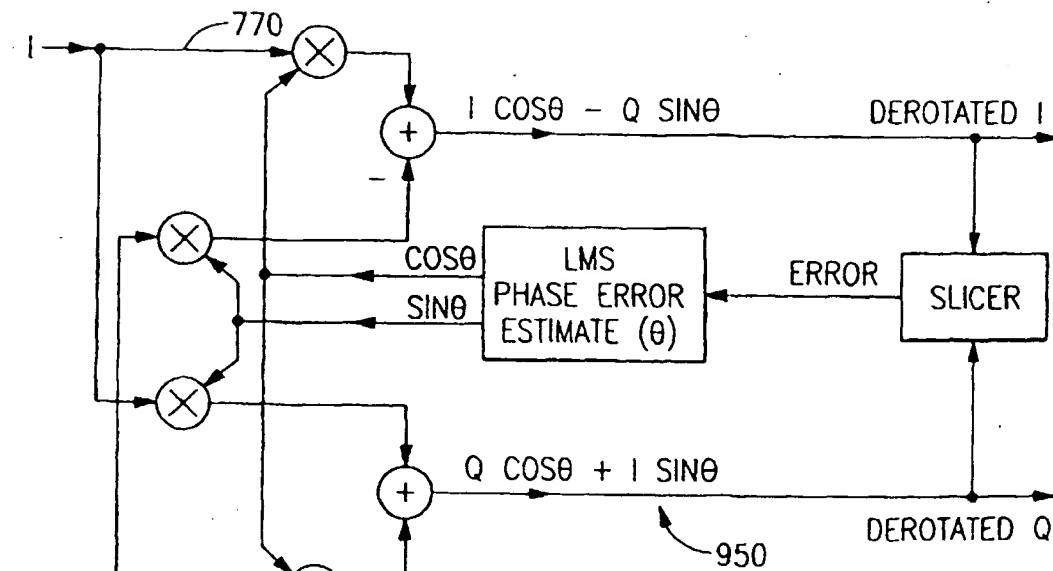 770
I
I COSθ - Q SINθ
DEROTATED I
-
COSθ
SINθ
LMS
PHASE ERROR
ESTIMATE (θ)
ERROR
SLICER
Q COSθ + I SINθ
DEROTATED Q
950